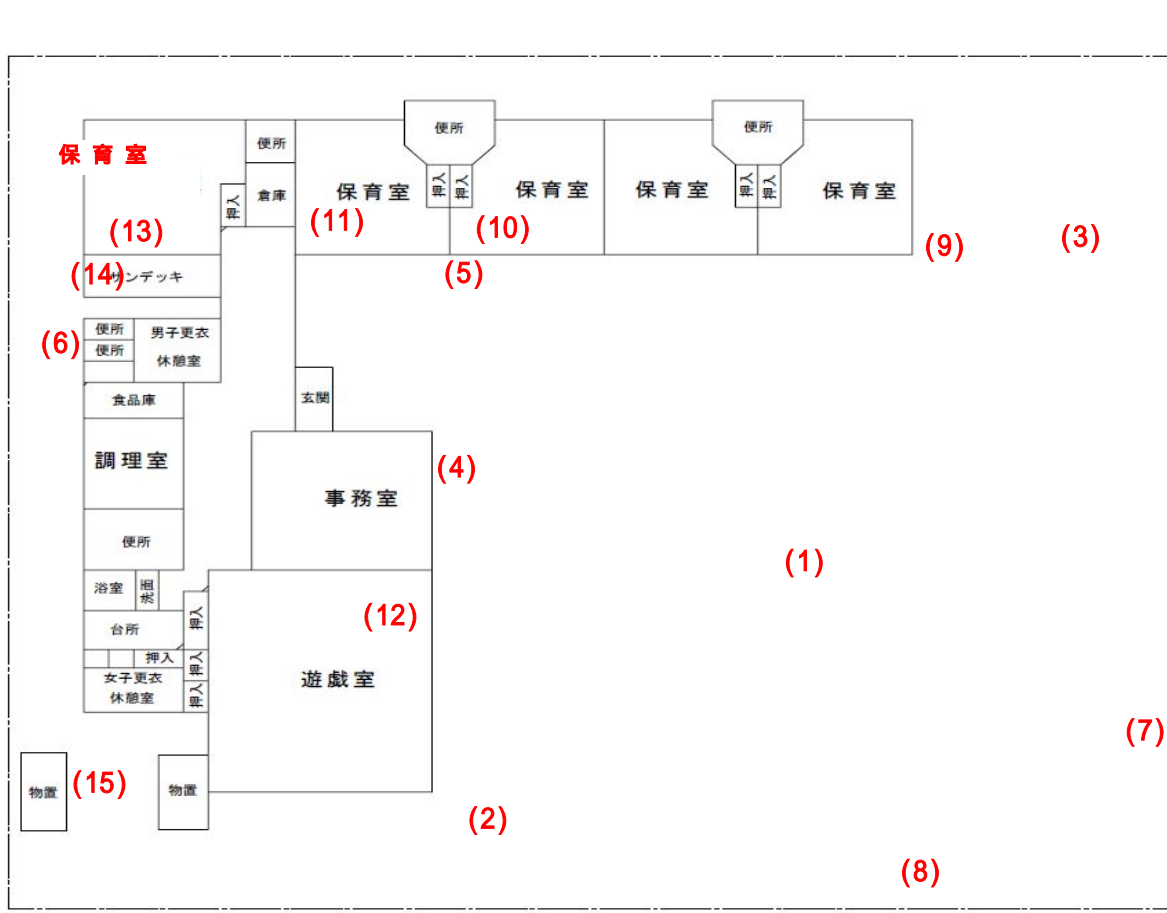 便所
便所
保育室
便所
倉庫
押入
保育室
押入
押入
保育室
保育室
押入
押入
保育室
(13)
(11)
(10)
(9)
(3)
(14)
サンデッキ
(5)
(6)
便所
男子更衣
便所
休憩室
食品庫
玄関
調理室
(4)
事務室
便所
(1)
浴室
洗面
押入
(12)
台所
押入
押入
遊戯室
女子更衣
休憩室
押入
(7)
物置
(15)
物置
(2)
(8)